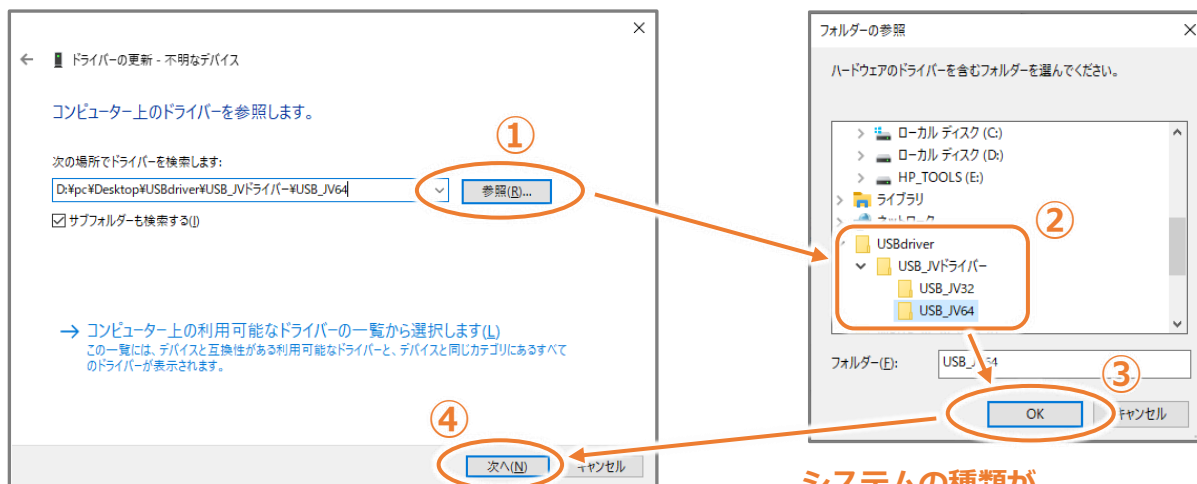 ドライバーの更新 - 不明なデバイス
コンピューター上のドライバーを参照します。
①
次の場所でドライバーを検索します:
D:¥pc¥Desktop¥USBdriver¥USB_JVドライバー¥USB_JV64
参照(R)...
サブフォルダーも検索する(I)
→ コンピューター上の利用可能なドライバーの一覧から選択します(L)
この一覧には、デバイスと互換性がある利用可能なドライバーと、デバイスと同じカテゴリにあるすべて
のドライバーが表示されます。
④
次へ(N)
キャンセル
フォルダーの参照
ハードウェアのドライバーを含むフォルダーを選んでください。
ローカル ディスク (C:)
ローカル ディスク (D:)
HP_TOOLS (E:)
ライブラリ
ネットワーク
②
USBdriver
USB_JVドライバー
USB_JV32
USB_JV64
フォルダー(F):
③
OK
キャンセル
システムの種類が